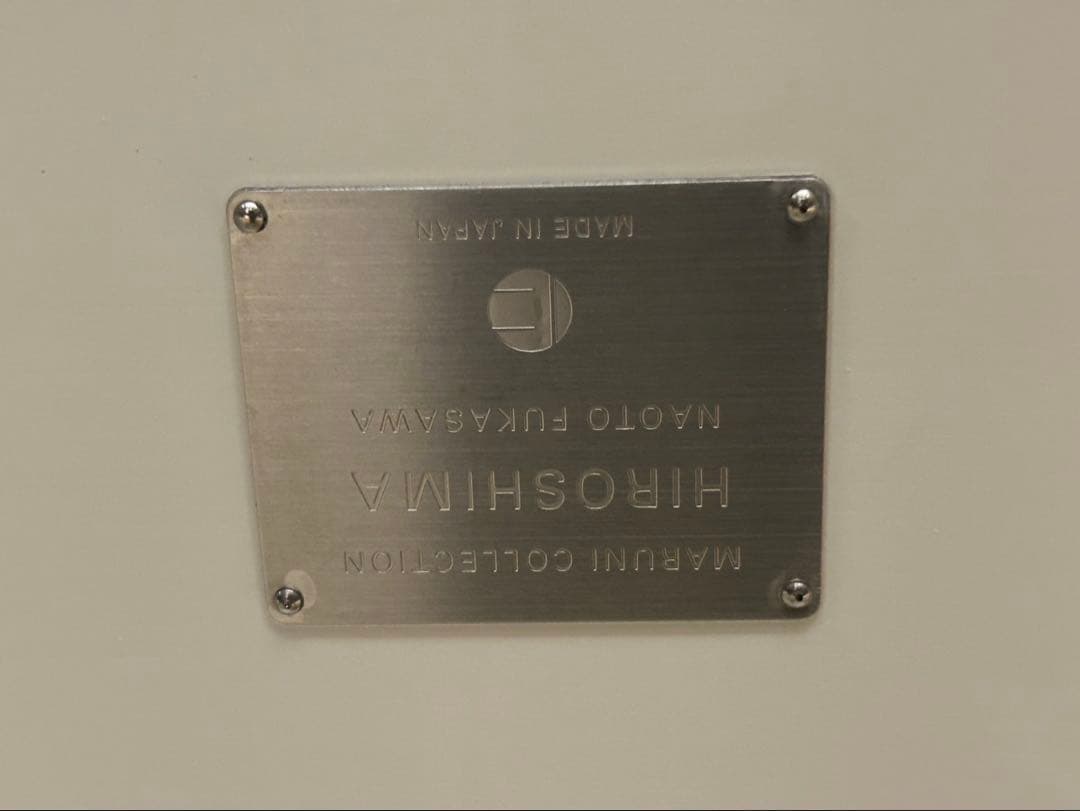 MARUNI COLLECTION
HIROSHIMA
NAOTO FUKASAWA
MADE IN JAPAN